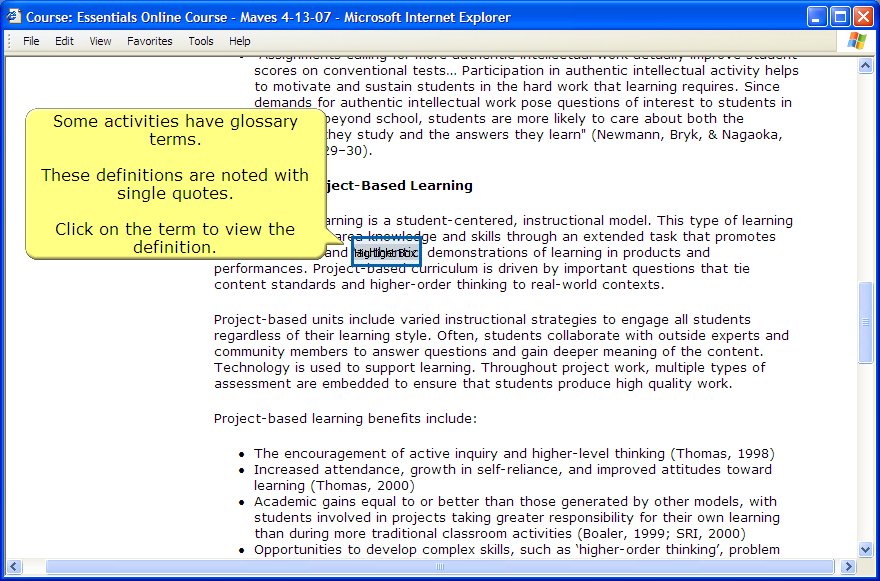 Course: Essentials Online Course - Maves 4-13-07 - Microsoft Internet Explorer
File Edit View Favorites Tools Help
"Assignments calling for more authentic intellectual work actually improve student
scores on conventional tests... Participation in authentic intellectual activity helps
to motivate and sustain students in the hard work that learning requires. Since
demands for authentic intellectual work pose questions of interest to students in
beyond school, students are more likely to care about both the
they study and the answers they learn" (Newmann, Bryk, & Nagaoka,
29–30).
Some activities have glossary
terms.
These definitions are noted with
single quotes.
Click on the term to view the
definition.
ject-Based Learning
rning is a student-centered, instructional model. This type of learning
area knowledge and skills through an extended task that promotes
and authentic demonstrations of learning in products and
performances. Project-based curriculum is driven by important questions that tie
content standards and higher-order thinking to real-world contexts.
Project-based units include varied instructional strategies to engage all students
regardless of their learning style. Often, students collaborate with outside experts and
community members to answer questions and gain deeper meaning of the content.
Technology is used to support learning. Throughout project work, multiple types of
assessment are embedded to ensure that students produce high quality work.
Project-based learning benefits include:
• The encouragement of active inquiry and higher-level thinking (Thomas, 1998)
• Increased attendance, growth in self-reliance, and improved attitudes toward
learning (Thomas, 2000)
• Academic gains equal to or better than those generated by other models, with
students involved in projects taking greater responsibility for their own learning
than during more traditional classroom activities (Boaler, 1999; SRI, 2000)
• Opportunities to develop complex skills, such as ‘higher-order thinking’, problem